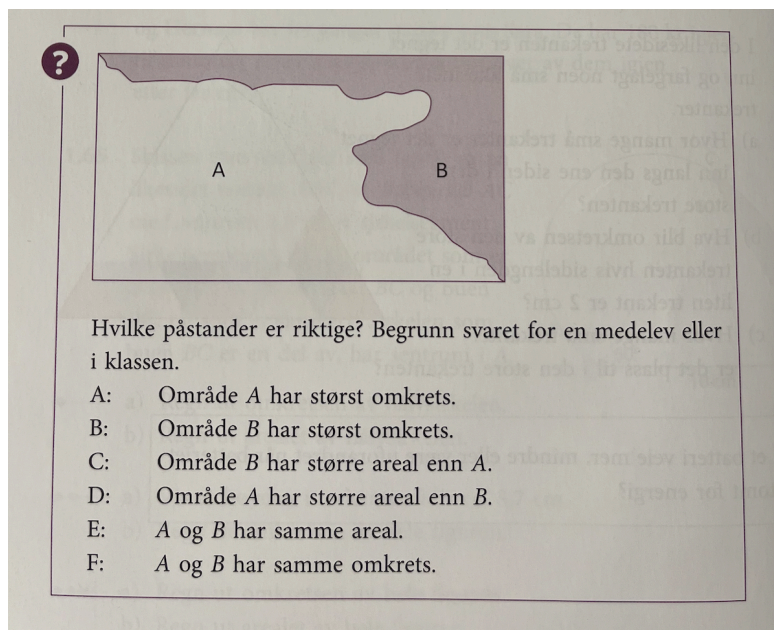 ?
A
B
Hvilke påstander er riktige? Begrunn svaret for en medelev eller
i klassen.
A: Område A har størst omkrets.
B: Område B har størst omkrets.
C: Område B har større areal enn A.
D: Område A har større areal enn B.
E: A og B har samme areal.
F: A og B har samme omkrets.